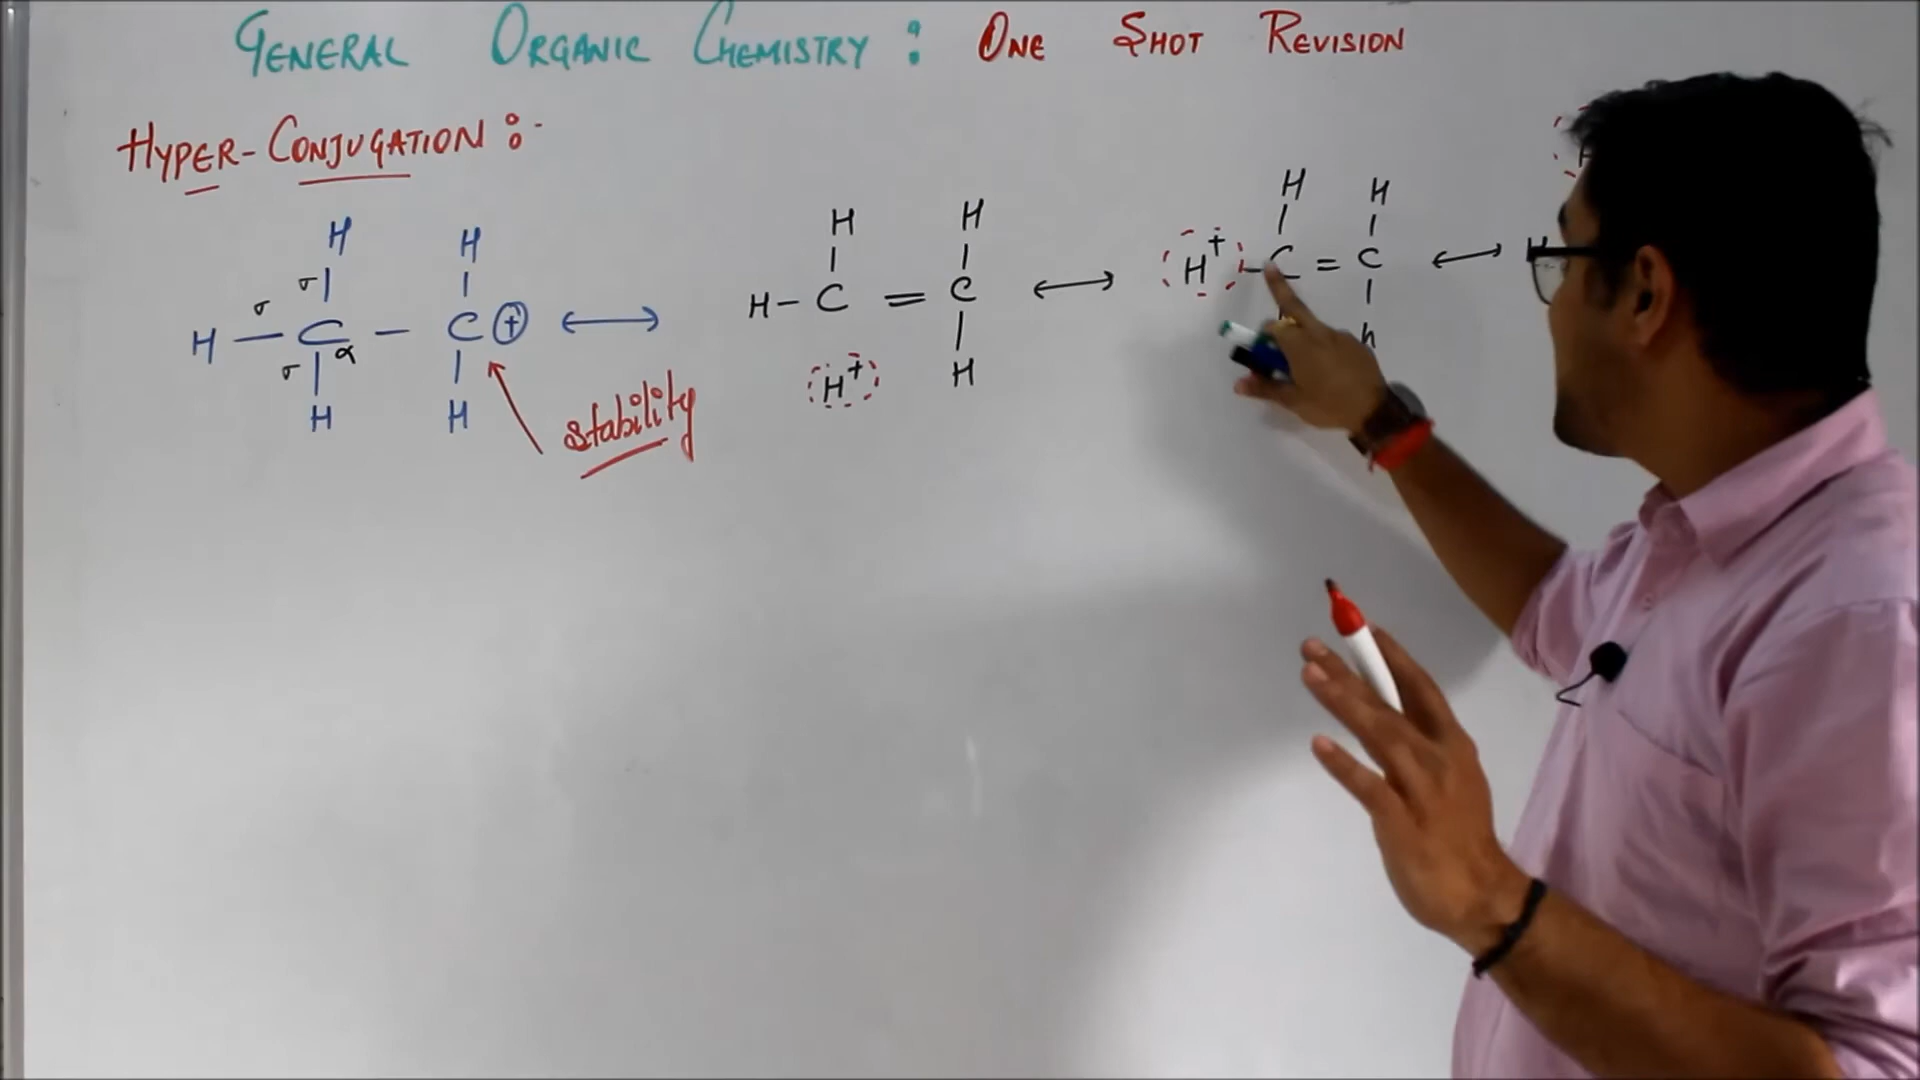 GENERAL ORGANIC CHEMISTRY : ONE SHOT REVISION
HYPER-CONJUGATION :-
H H H H H H
σ σ H – C – C ⊕ ⟷ H – C = C ⟷ H+ – C = C ⟷ H
σ α
H H H+ H h
stability